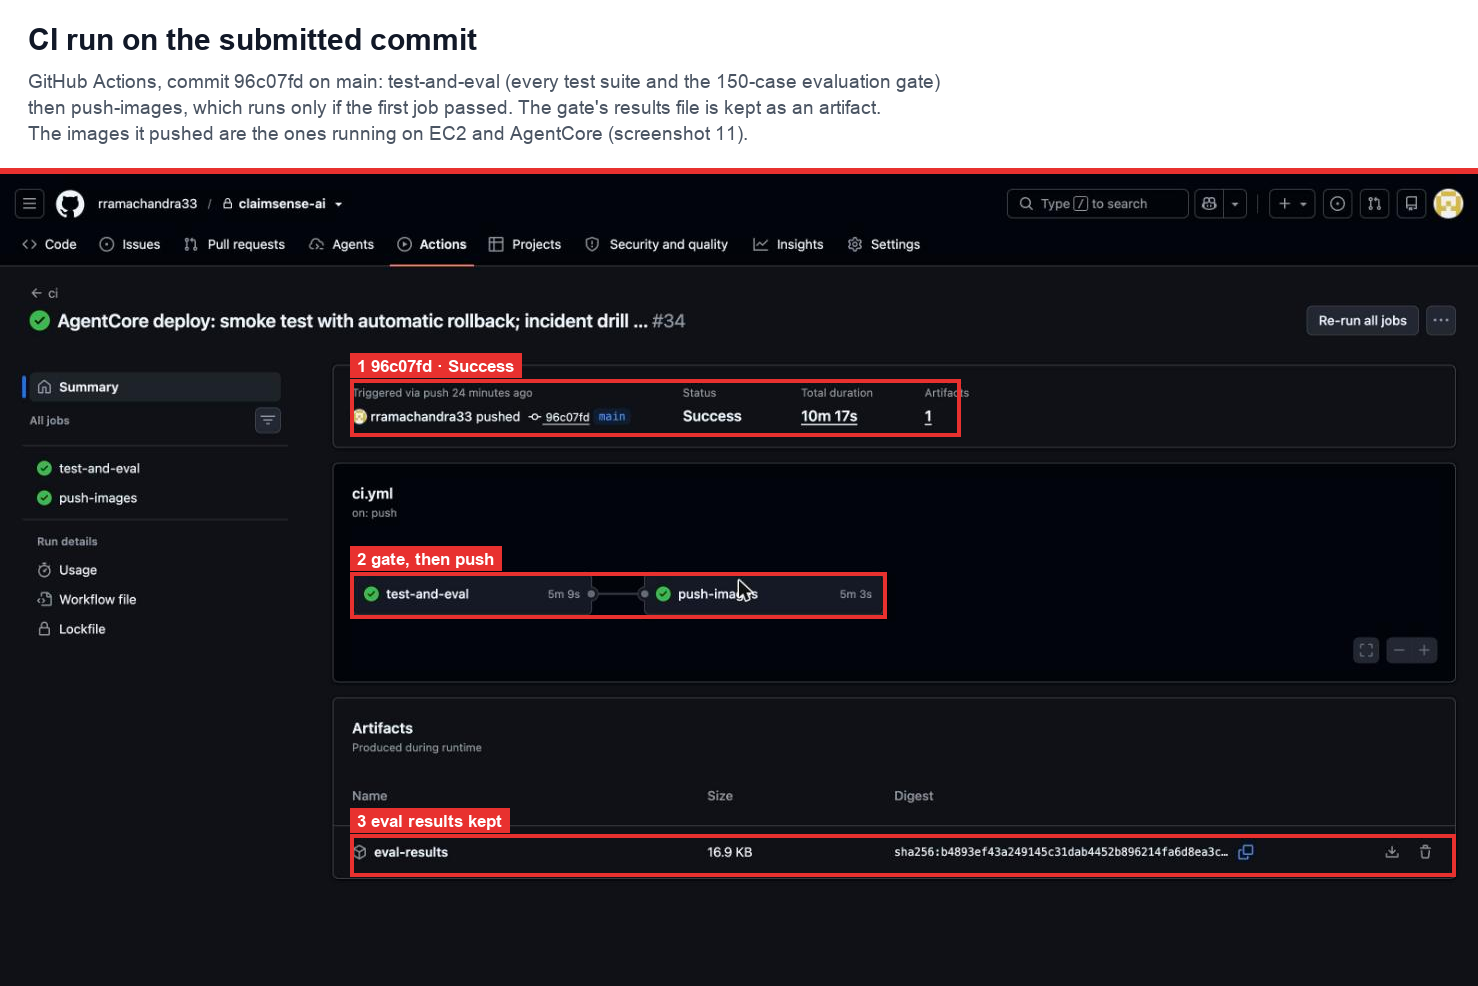 CI run on the submitted commit
GitHub Actions, commit 96c07fd on main: test-and-eval (every test suite and the 150-case evaluation gate)
then push-images, which runs only if the first job passed. The gate's results file is kept as an artifact.
The images it pushed are the ones running on EC2 and AgentCore (screenshot 11).
rramachandra33 / claimsense-ai
Type / to search
Code Issues Pull requests Agents Actions Projects Security and quality Insights Settings
ci
AgentCore deploy: smoke test with automatic rollback; incident drill ... #34
Re-run all jobs
Summary
All jobs
test-and-eval
push-images
Run details
Usage
Workflow file
Lockfile
1 96c07fd · Success
Triggered via push 24 minutes ago Status Total duration Artifacts
rramachandra33 pushed 96c07fd main Success 10m 17s 1
ci.yml
on: push
2 gate, then push
test-and-eval 5m 9s push-images 5m 3s
Artifacts
Produced during runtime
Name Size Digest
3 eval results kept
eval-results 16.9 KB sha256:b4893ef43a249145c31dab4452b896214fa6d8ea3c…